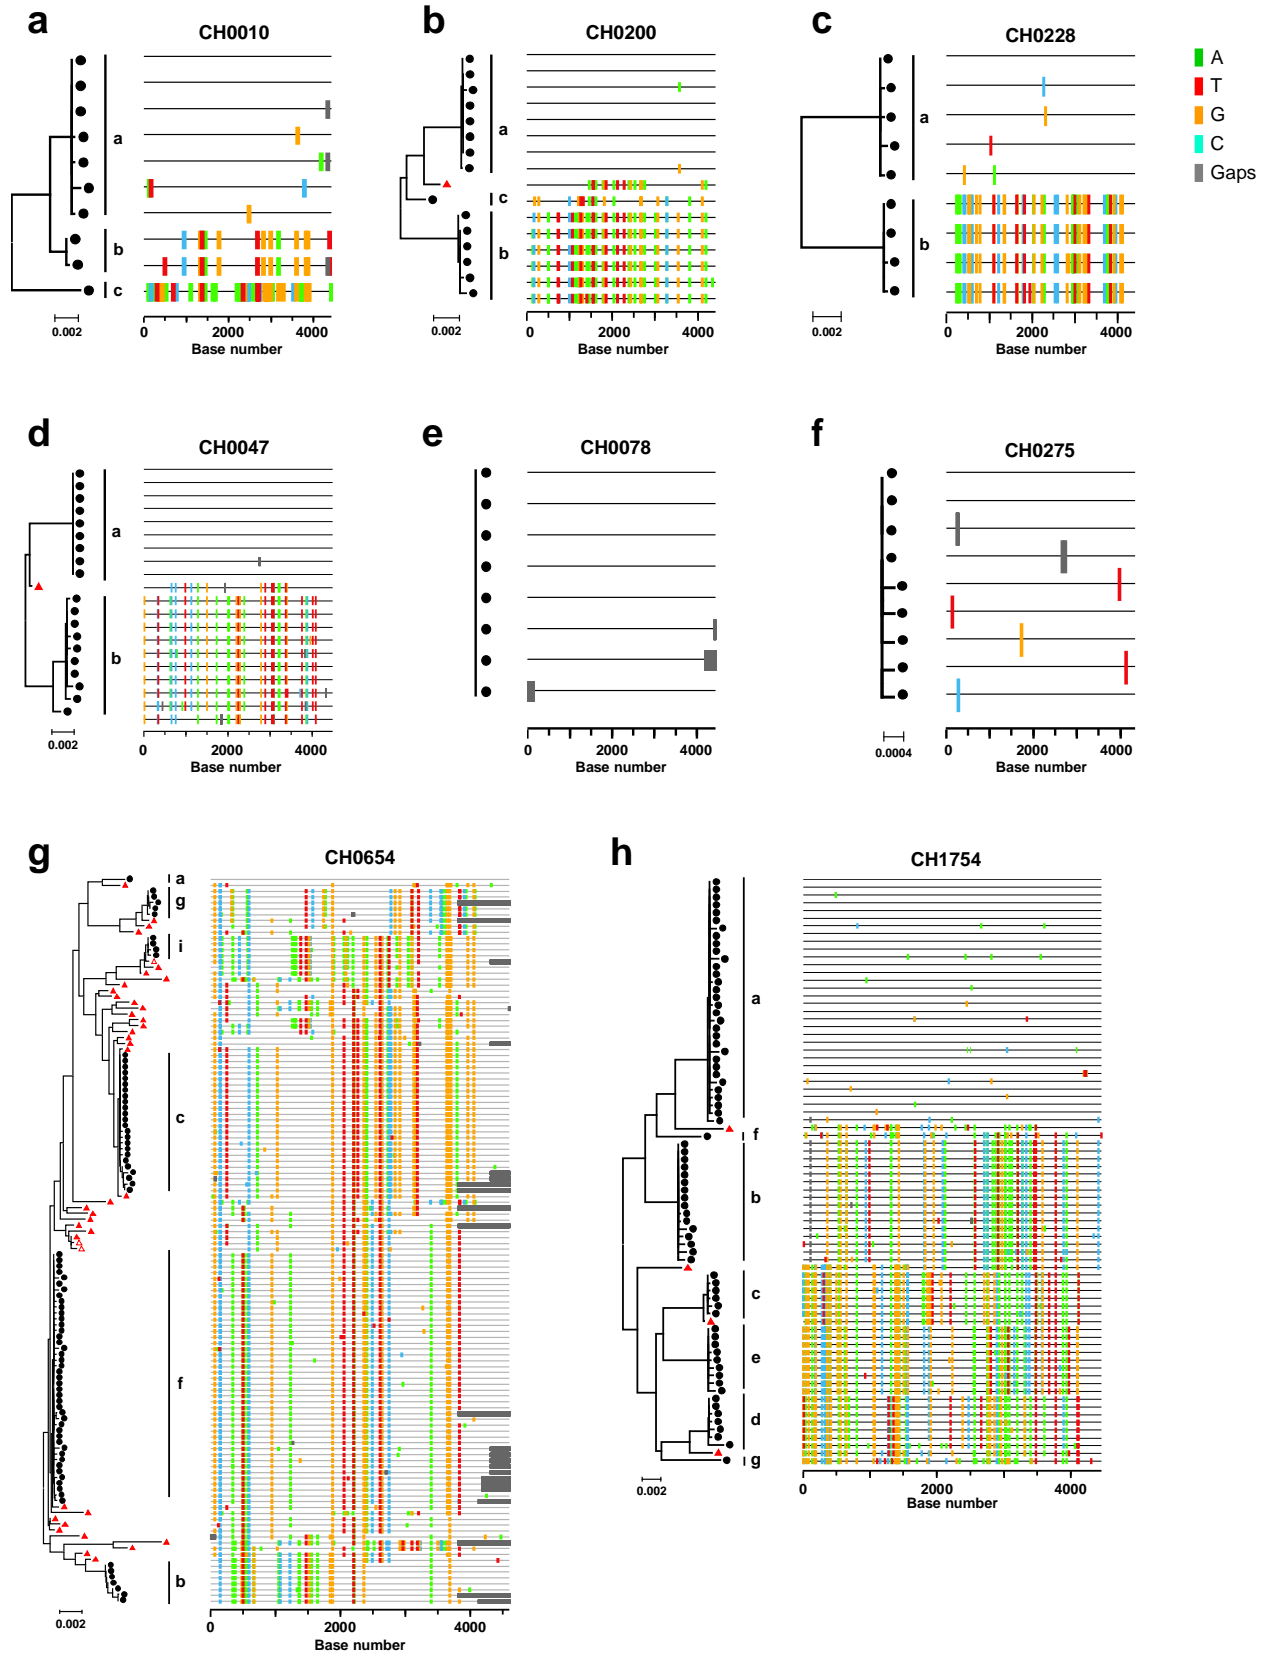 a
CH0010
a
b
c
0.002
0
2000
4000
Base number
b
CH0200
a
c
b
0.002
0
2000
4000
Base number
c
CH0228
a
b
0.002
0
2000
4000
Base number
A
T
G
C
Gaps
d
CH0047
a
b
0.002
0
2000
4000
Base number
e
CH0078
0
2000
4000
Base number
f
CH0275
0.0004
0
2000
4000
Base number
g
CH0654
a
g
i
c
f
b
0.002
0
2000
4000
Base number
h
CH1754
a
f
b
c
e
d
g
0.002
0
2000
4000
Base number